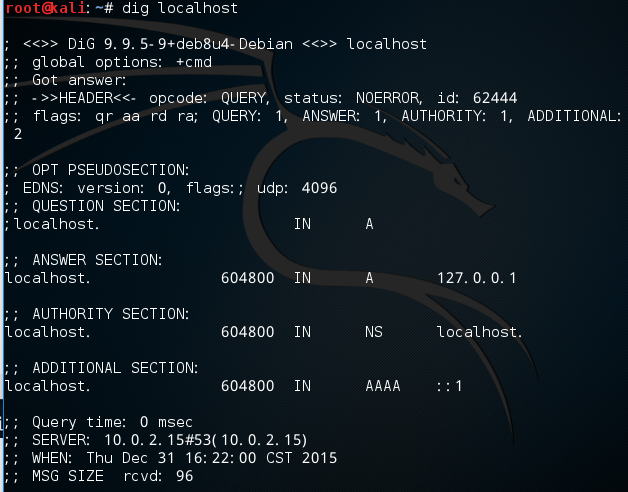 root@kali:~# dig localhost
; <<>> DiG 9.9.5-9+deb8u4-Debian <<>> localhost
;; global options: +cmd
;; Got answer:
;; ->>HEADER<<- opcode: QUERY, status: NOERROR, id: 62444
;; flags: qr aa rd ra; QUERY: 1, ANSWER: 1, AUTHORITY: 1, ADDITIONAL:
2
;; OPT PSEUDOSECTION:
; EDNS: version: 0, flags:; udp: 4096
;; QUESTION SECTION:
;localhost. IN A
;; ANSWER SECTION:
localhost. 604800 IN A 127.0.0.1
;; AUTHORITY SECTION:
localhost. 604800 IN NS localhost.
;; ADDITIONAL SECTION:
localhost. 604800 IN AAAA ::1
;; Query time: 0 msec
;; SERVER: 10.0.2.15#53(10.0.2.15)
;; WHEN: Thu Dec 31 16:22:00 CST 2015
;; MSG SIZE rcvd: 96